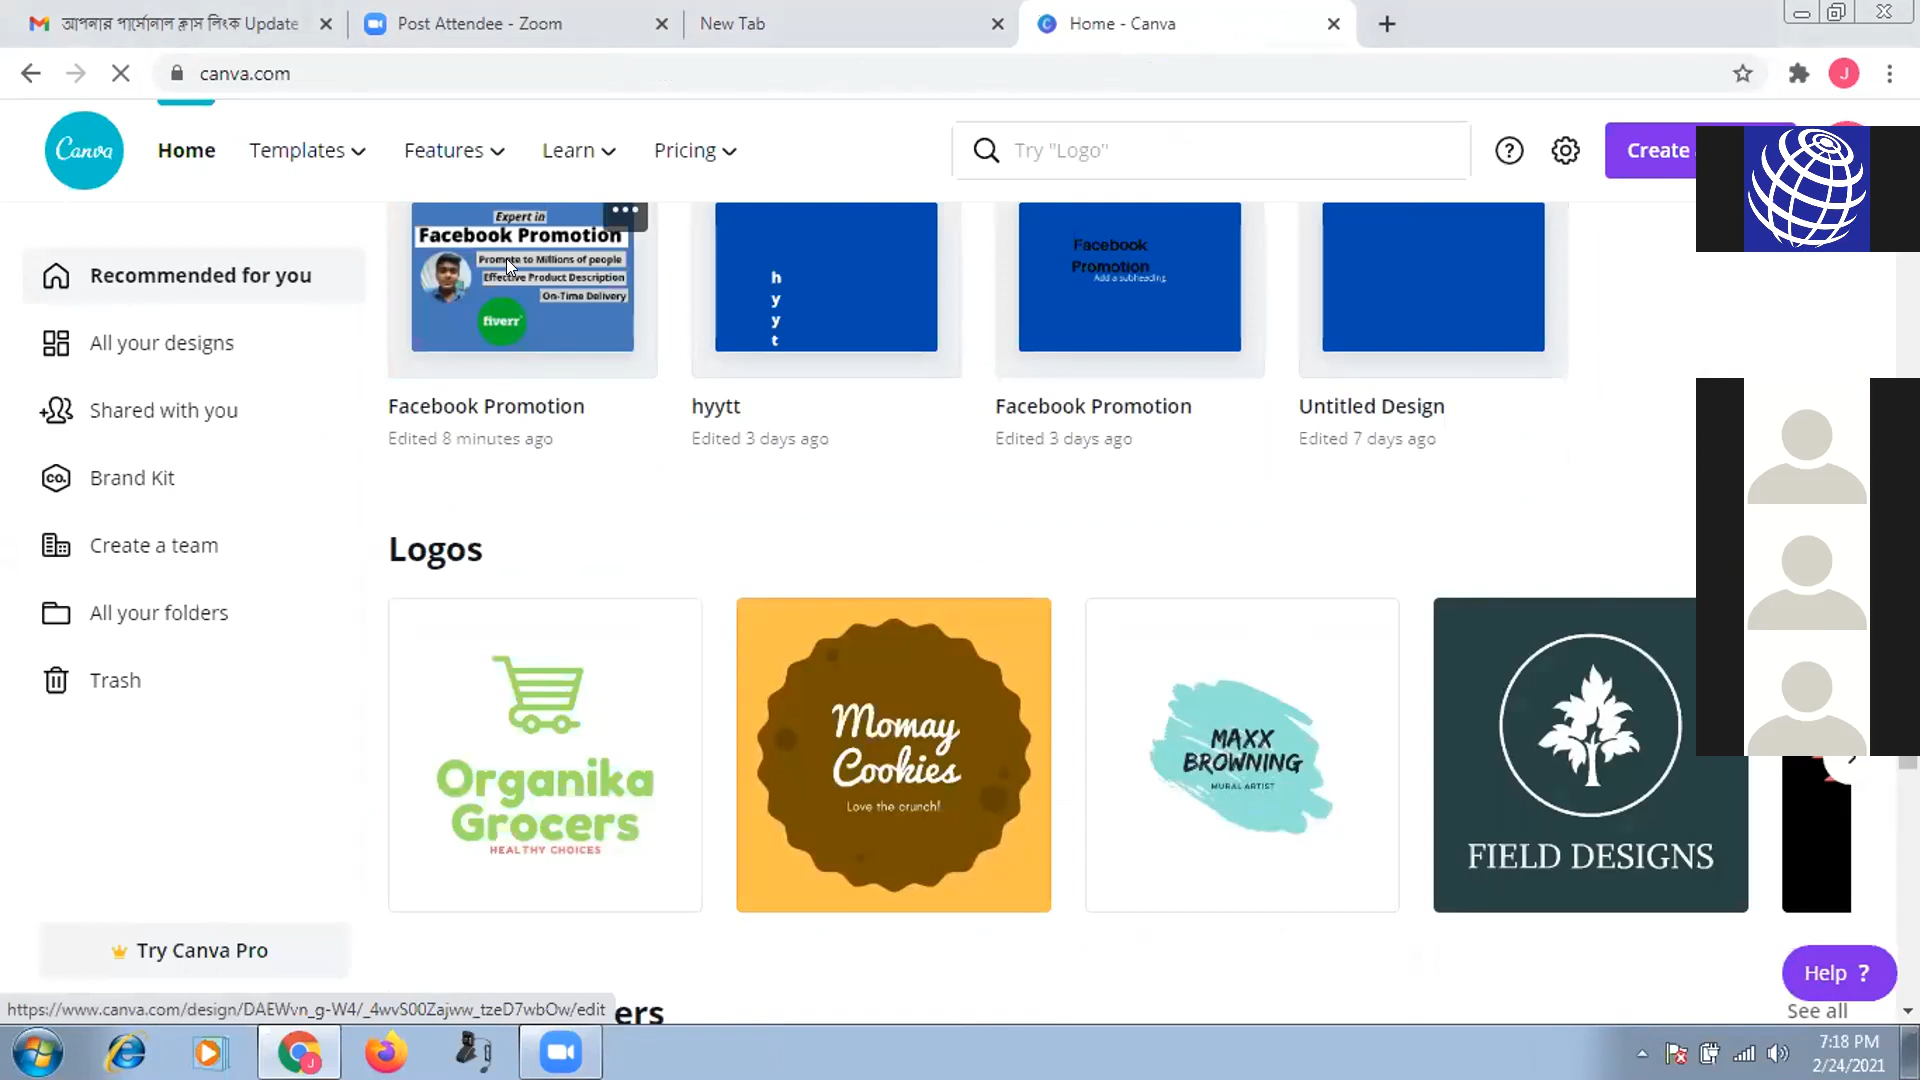 আপনার পার্সোনাল ক্লাস লিংক Update
Post Attendee - Zoom
New Tab
Home - Canva
canva.com
J
Canva
Home
Templates
Features
Learn
Pricing
Try "Logo"
Create
Expert in
Facebook Promotion
Promote to Millions of people
Effective Product Description
On-Time Delivery
fiverr
h
y
y
t
Facebook
Promotion
Add a subheading
Recommended for you
All your designs
Shared with you
Brand Kit
Create a team
All your folders
Trash
Facebook Promotion
Edited 8 minutes ago
hyytt
Edited 3 days ago
Facebook Promotion
Edited 3 days ago
Untitled Design
Edited 7 days ago
Logos
Organika
Grocers
HEALTHY CHOICES
Momay
Cookies
Love the crunch!
MAXX
BROWNING
MURAL ARTIST
FIELD DESIGNS
Try Canva Pro
Help ?
See all
https://www.canva.com/design/DAEWvn_g-W4/_4wvS00Zajww_tzeD7wbOw/edit
ers
7:18 PM
2/24/2021